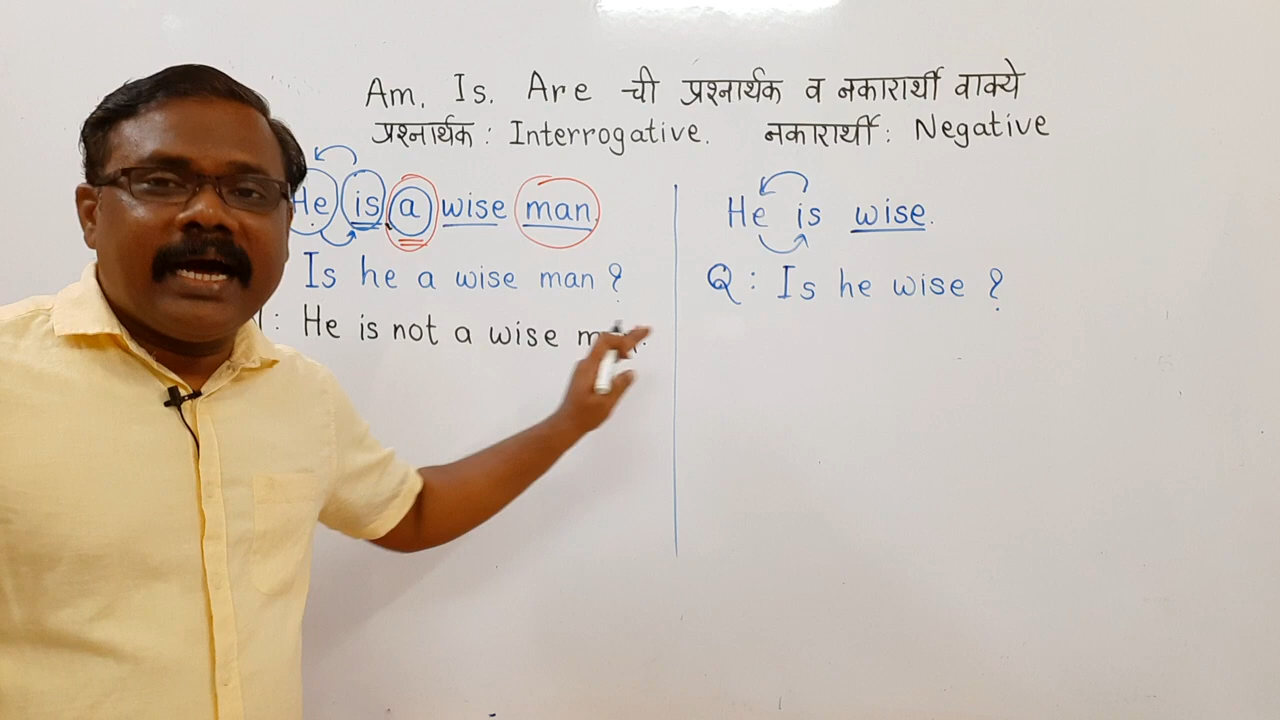 Am. Is. Are ची प्रश्नार्थक व नकारार्थी वाक्ये
प्रश्नार्थक : Interrogative. नकारार्थी : Negative
He is a wise man.
Is he a wise man ?
: He is not a wise
He is wise.
Q : Is he wise ?